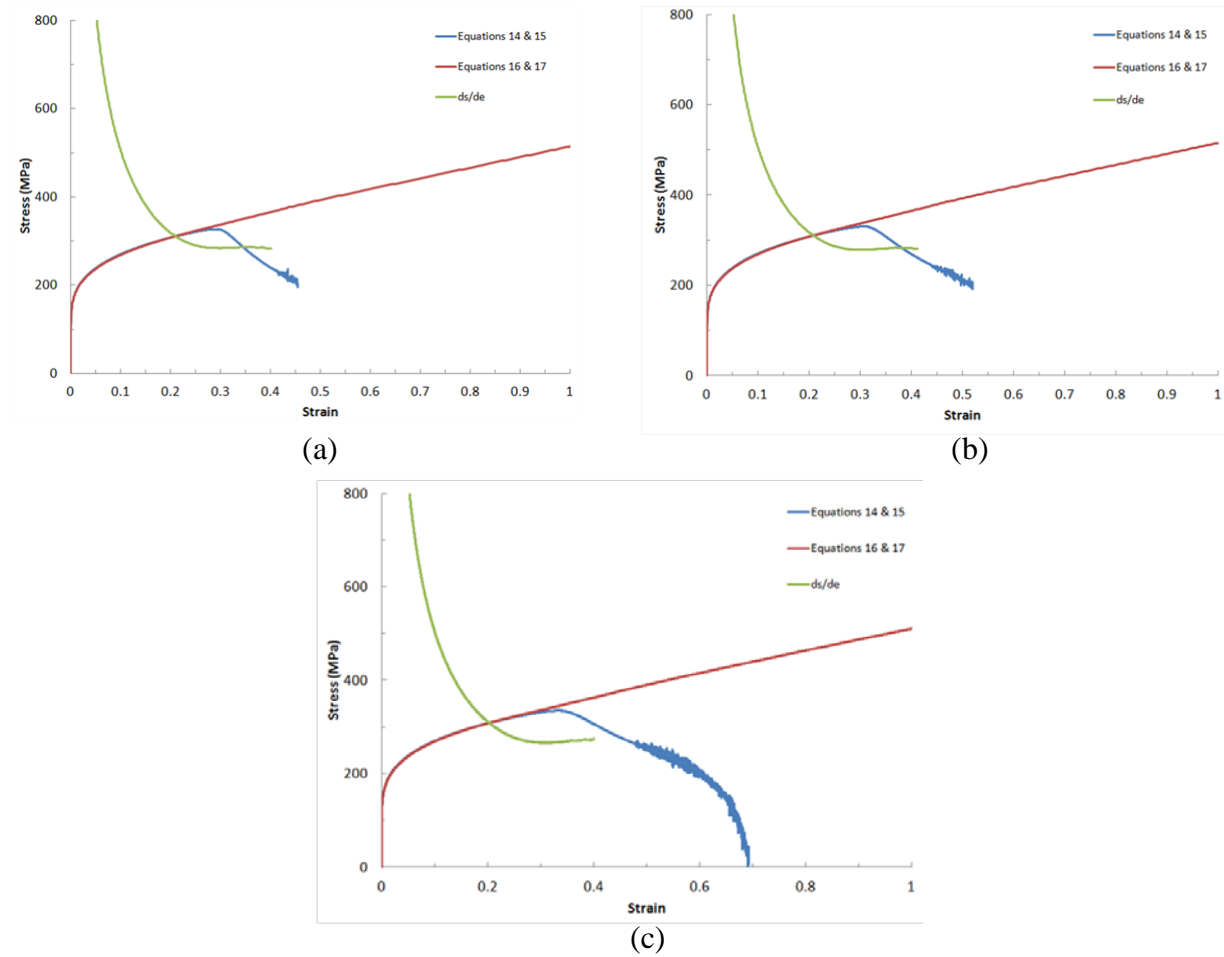 800
600
400
200
0
Stress (MPa)
0 0.1 0.2 0.3 0.4 0.5 0.6 0.7 0.8 0.9 1
Strain
Equations 14 & 15
Equations 16 & 17
ds/de
(a)
800
600
400
200
0
Stress (MPa)
0 0.1 0.2 0.3 0.4 0.5 0.6 0.7 0.8 0.9 1
Strain
Equations 14 & 15
Equations 16 & 17
ds/de
(b)
800
600
400
200
0
Stress (MPa)
0 0.2 0.4 0.6 0.8 1
Strain
Equations 14 & 15
Equations 16 & 17
ds/de
(c)